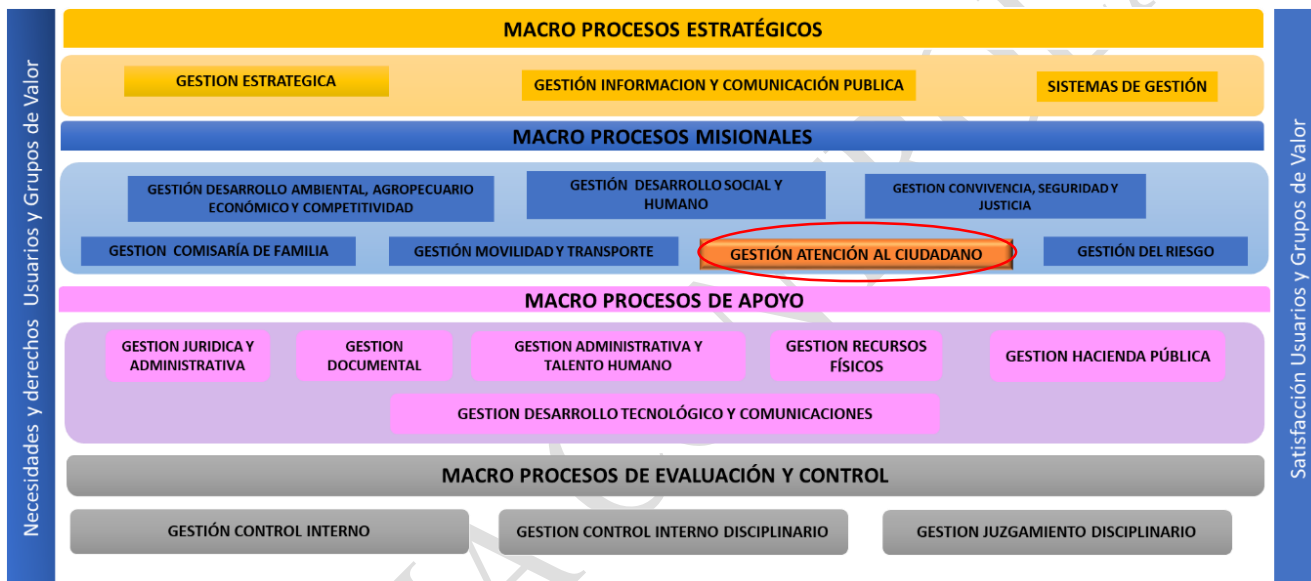 Necesidades y derechos Usuarios y Grupos de Valor
MACRO PROCESOS ESTRATÉGICOS
GESTION ESTRATEGICA
GESTIÓN INFORMACION Y COMUNICACIÓN PUBLICA
SISTEMAS DE GESTIÓN
MACRO PROCESOS MISIONALES
GESTIÓN DESARROLLO AMBIENTAL, AGROPECUARIO
ECONÓMICO Y COMPETITIVIDAD
GESTIÓN DESARROLLO SOCIAL Y
HUMANO
GESTION CONVIVENCIA, SEGURIDAD Y
JUSTICIA
GESTION COMISARÍA DE FAMILIA
GESTIÓN MOVILIDAD Y TRANSPORTE
GESTIÓN ATENCIÓN AL CIUDADANO
GESTIÓN DEL RIESGO
MACRO PROCESOS DE APOYO
GESTION JURIDICA Y
ADMINISTRATIVA
GESTION
DOCUMENTAL
GESTION ADMINISTRATIVA Y
TALENTO HUMANO
GESTION RECURSOS
FÍSICOS
GESTION HACIENDA PÚBLICA
GESTION DESARROLLO TECNOLÓGICO Y COMUNICACIONES
MACRO PROCESOS DE EVALUACIÓN Y CONTROL
GESTIÓN CONTROL INTERNO
GESTION CONTROL INTERNO DISCIPLINARIO
GESTION JUZGAMIENTO DISCIPLINARIO
Satisfacción Usuarios y Grupos de Valor